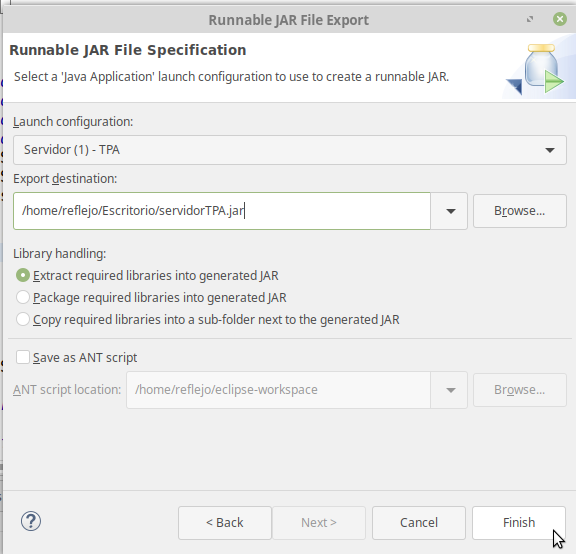 Runnable JAR File Export
Runnable JAR File Specification
Select a 'Java Application' launch configuration to use to create a runnable JAR.
Launch configuration:
Servidor (1) - TPA
Export destination:
/home/reflejo/Escritorio/servidorTPA.jar
Browse...
Library handling:
Extract required libraries into generated JAR
Package required libraries into generated JAR
Copy required libraries into a sub-folder next to the generated JAR
Save as ANT script
ANT script location: /home/reflejo/eclipse-workspace Browse...
? < Back Next > Cancel Finish